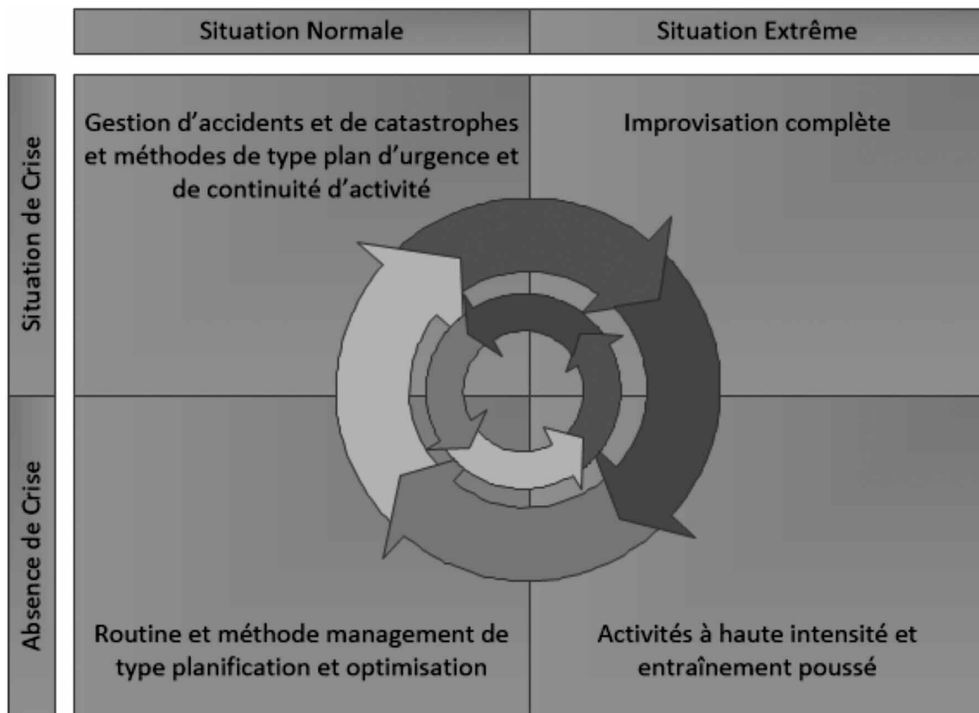 Situation Normale
Situation Extrême
Situation de Crise
Gestion d'accidents et de catastrophes
et méthodes de type plan d'urgence et
de continuité d'activité
Improvisation complète
Absence de Crise
Routine et méthode management de
type planification et optimisation
Activités à haute intensité et
entraînement poussé